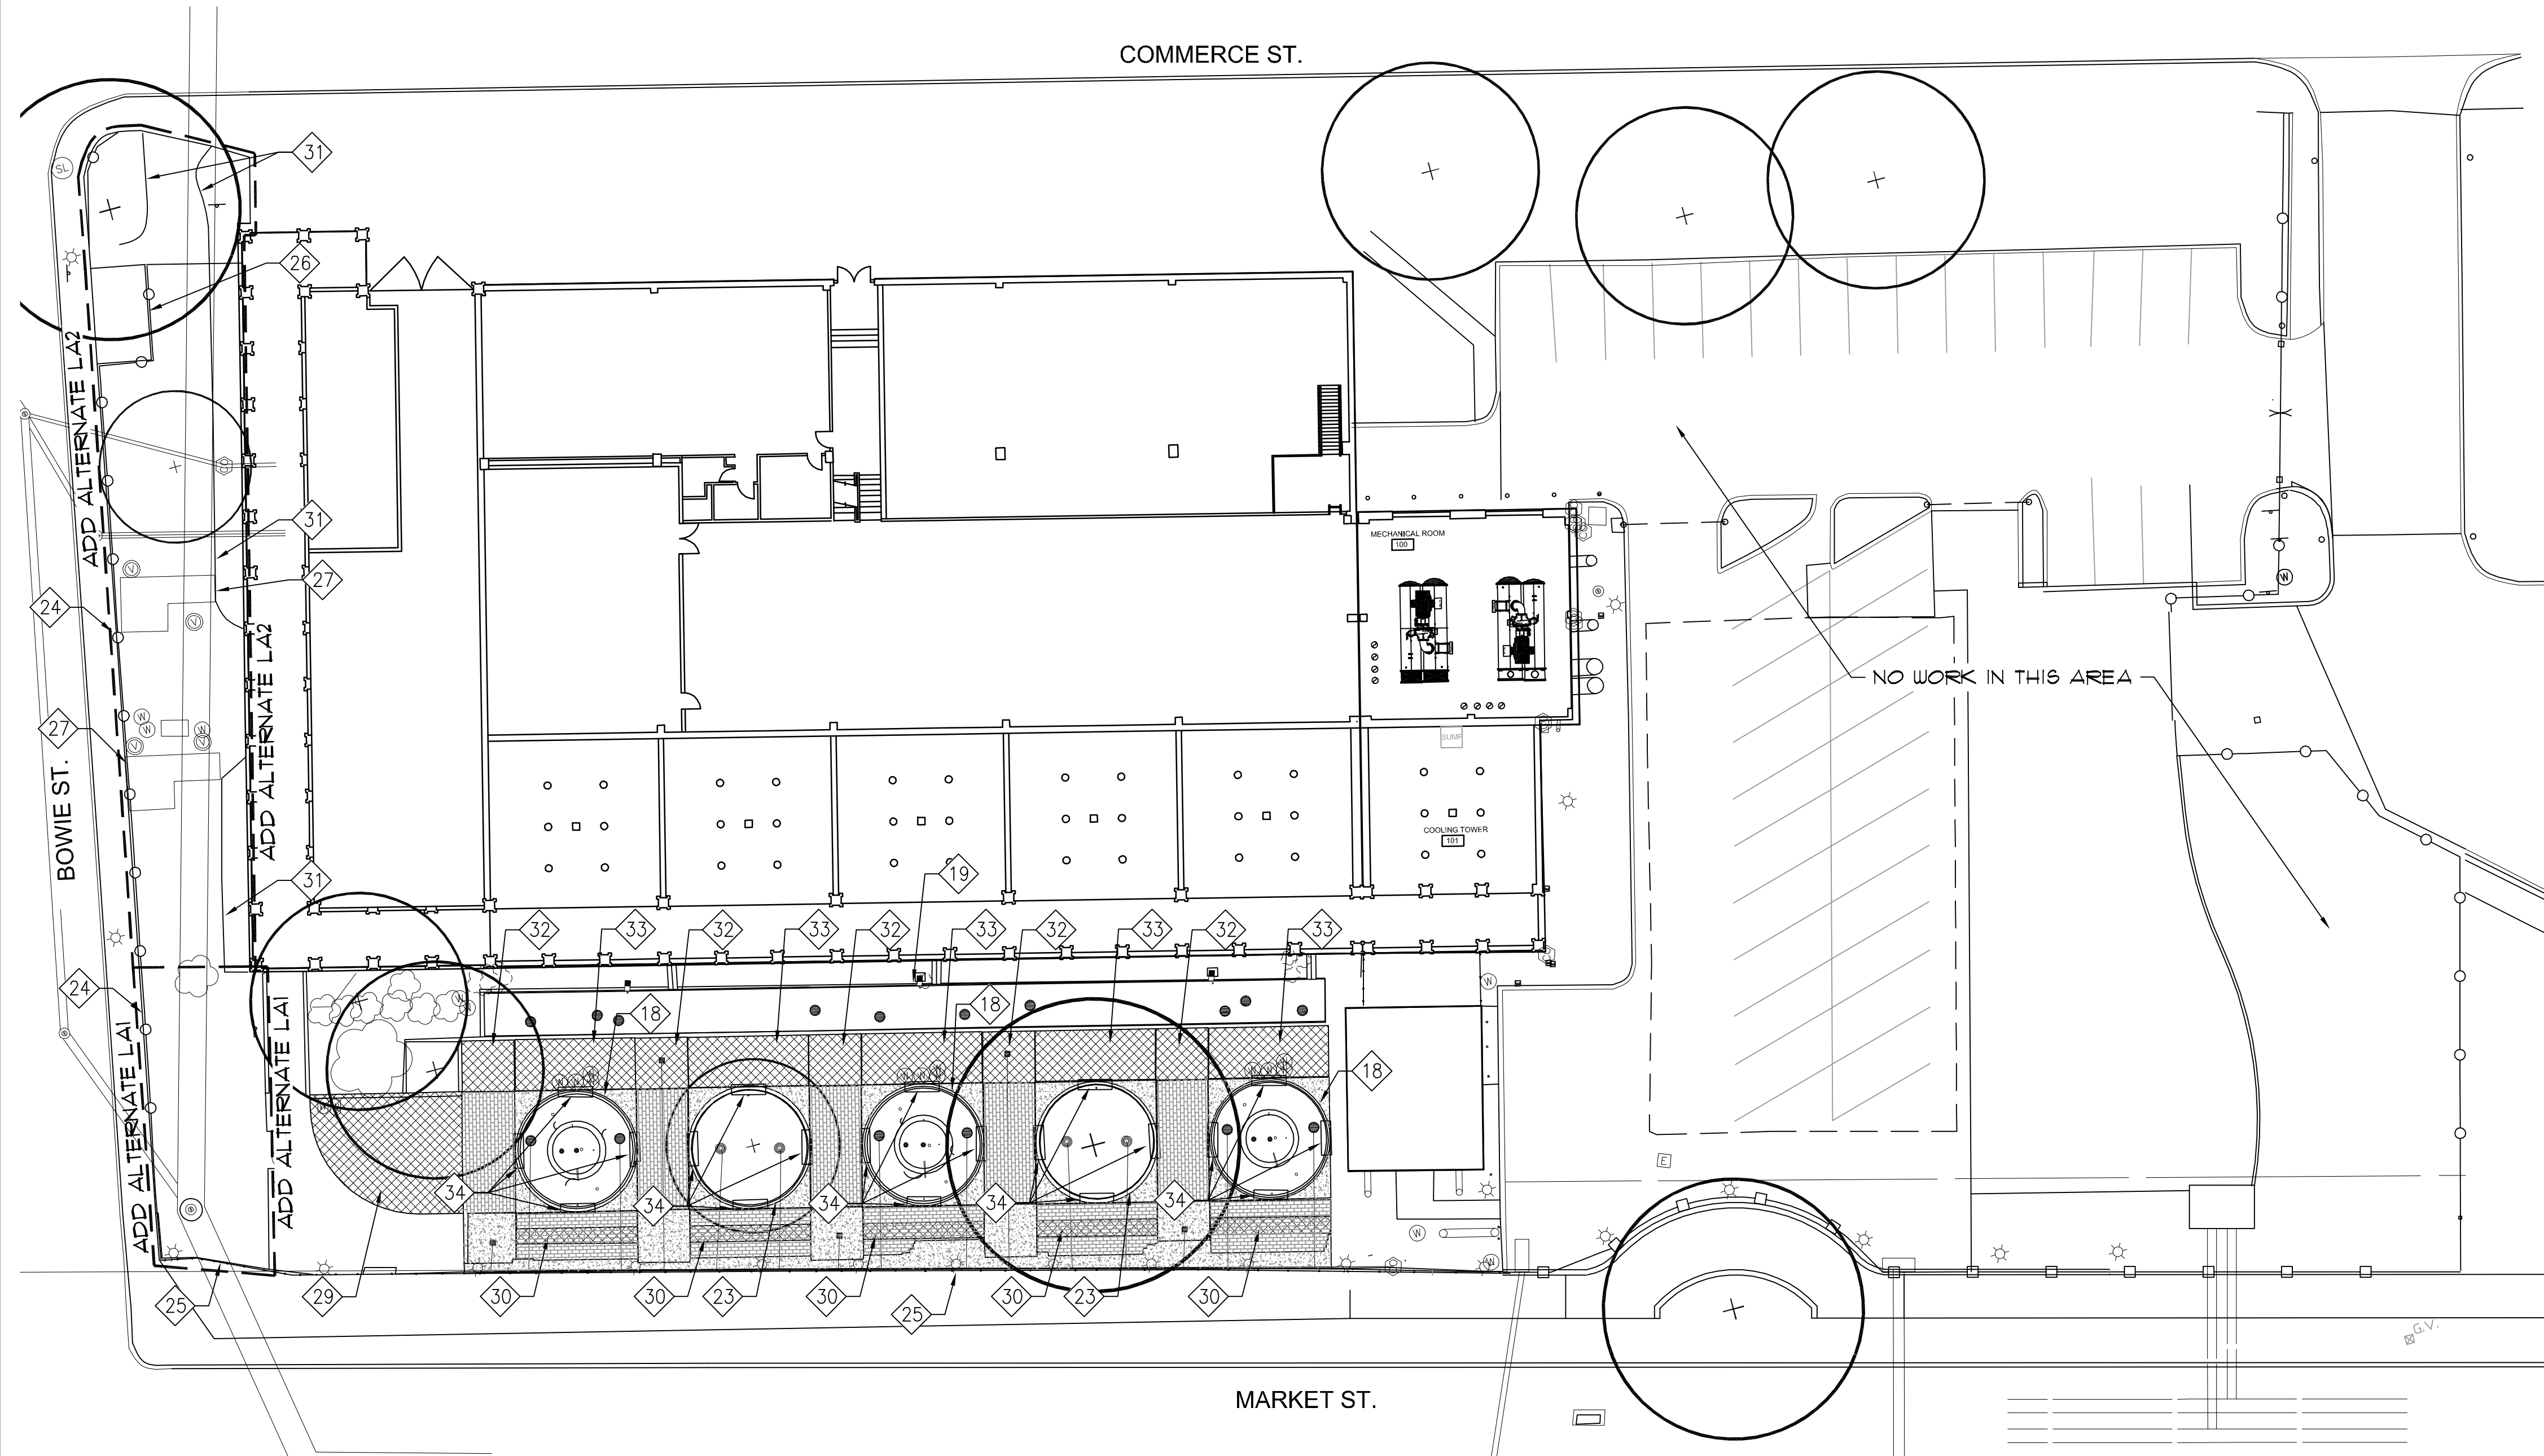 COMMERCE ST.
31
SL
26
ADD ALTERNATE LA2
31
27
24
V
V
MECHANICAL ROOM
100
W
NO WORK IN THIS AREA
ADD ALTERNATE LA2
27
W
W
W
V
V
SUMP
BOWIE ST.
COOLING TOWER
101
31
19
32
33
32
33
32
33
32
33
32
33
24
W
18
18
18
ADD ALTERNATE LA1
ADD ALTERNATE LA1
W
W
W
W
W
W
W
W
W
E
34
34
34
34
34
W
W
25
29
30
30
23
30
25
30
23
30
G.V.
MARKET ST.